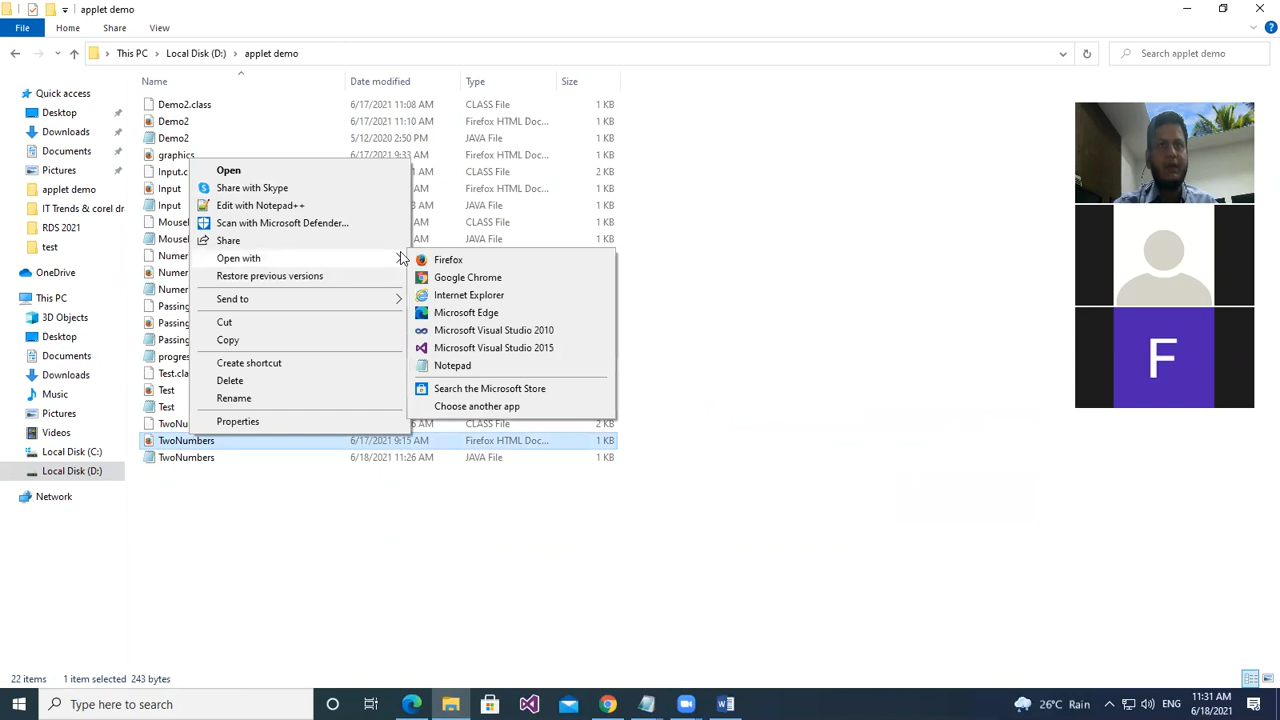 applet demo
File Home Share View
This PC Local Disk (D:) applet demo Search applet demo
Name Date modified Type Size
Quick access
Desktop
Downloads
Documents
Pictures
applet demo
IT Trends & corel dr
RDS 2021
test
OneDrive
This PC
3D Objects
Desktop
Documents
Downloads
Music
Pictures
Videos
Local Disk (C:)
Local Disk (D:)
Network
Demo2.class 6/17/2021 11:08 AM CLASS File 1 KB
Demo2 6/17/2021 11:10 AM Firefox HTML Doc... 1 KB
Demo2 5/12/2020 2:50 PM JAVA File 1 KB
graphics 6/17/2021 9:33 AM Firefox HTML Doc... 1 KB
Input.c AM CLASS File 2 KB
Input AM Firefox HTML Doc... 1 KB
Input AM JAVA File 1 KB
Mouse AM CLASS File 1 KB
Mouse AM
Numer
Numer
Numer
Passing
Passing
Passing
progres
Test.cla
Test
Test
TwoNu AM CLASS File 2 KB
TwoNumbers 6/17/2021 9:15 AM Firefox HTML Doc... 1 KB
TwoNumbers 6/18/2021 11:26 AM JAVA File 1 KB
Open
Share with Skype
Edit with Notepad++
Scan with Microsoft Defender...
Share
Open with
Restore previous versions
Send to
Cut
Copy
Create shortcut
Delete
Rename
Properties
Firefox
Google Chrome
Internet Explorer
Microsoft Edge
Microsoft Visual Studio 2010
Microsoft Visual Studio 2015
Notepad
Search the Microsoft Store
Choose another app
F
22 items 1 item selected 243 bytes
Type here to search
26°C Rain ENG 11:31 AM
6/18/2021